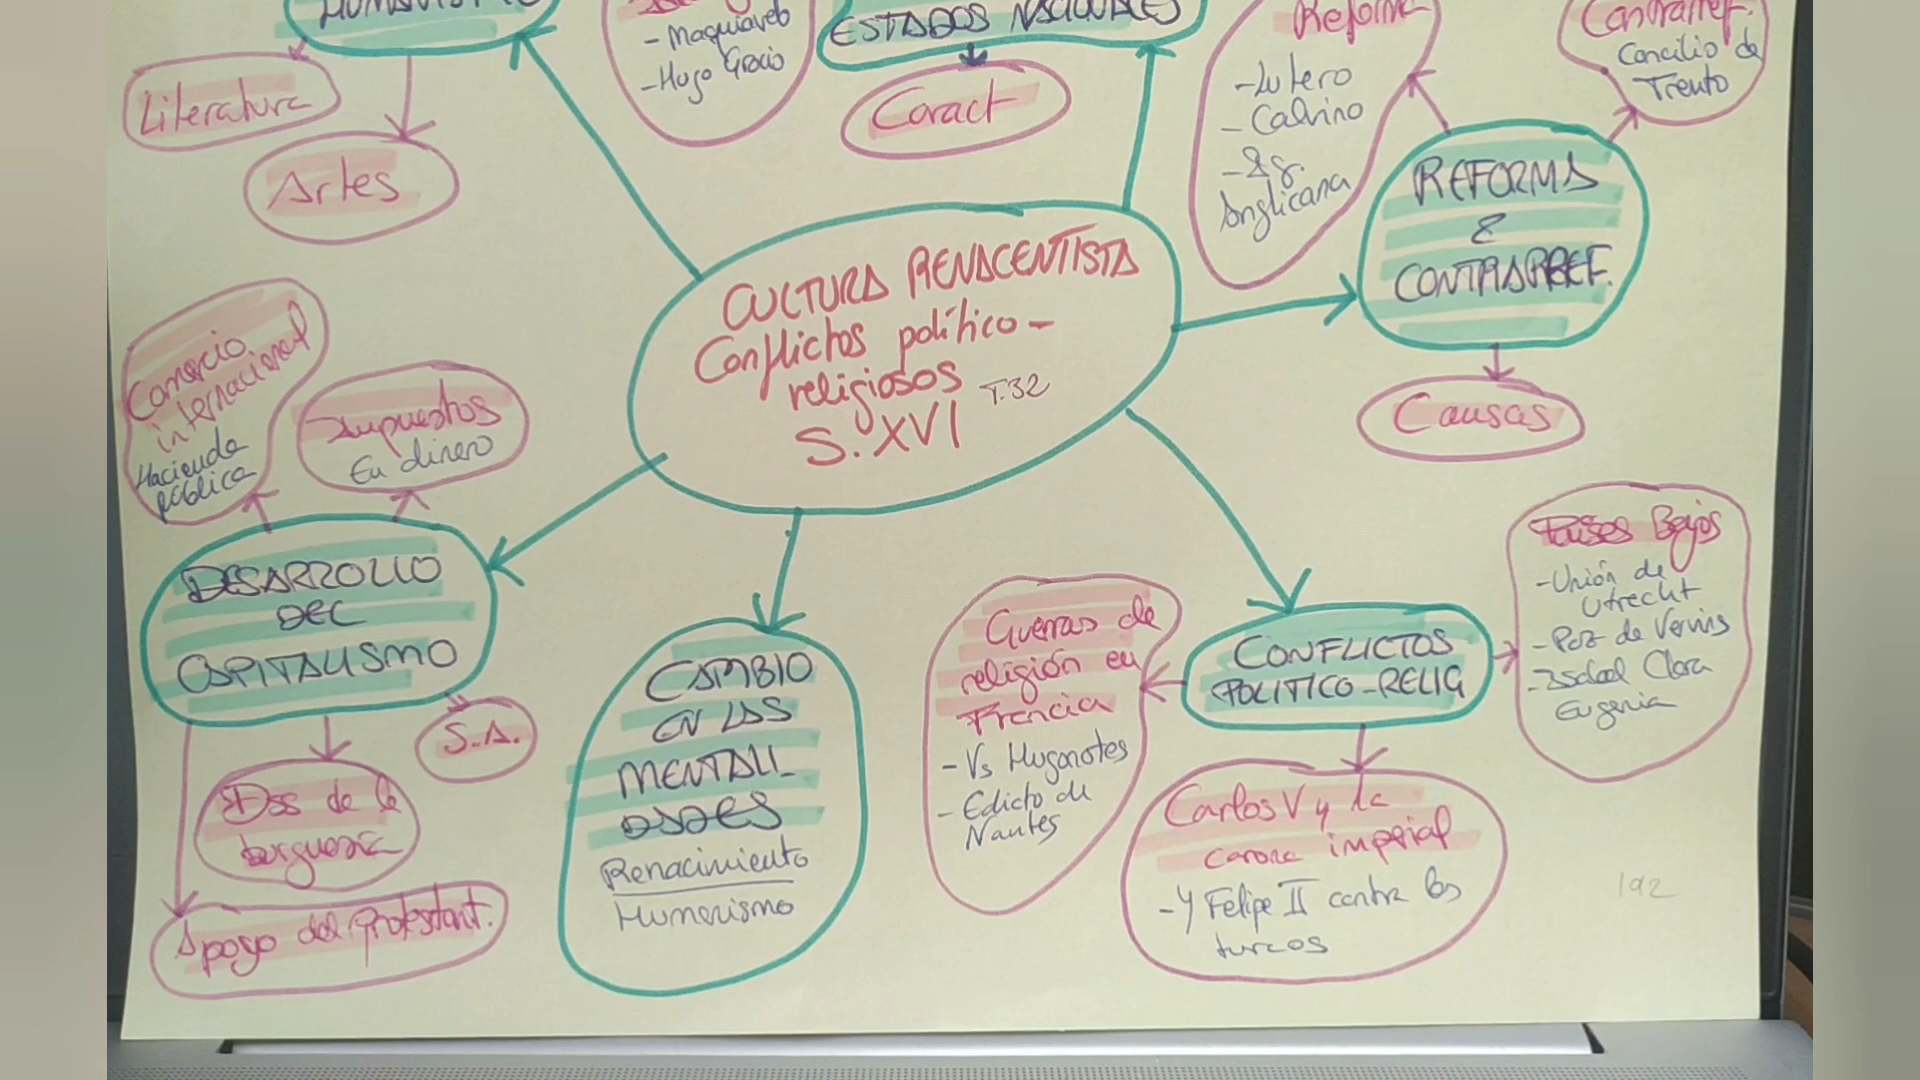 HUMANISMO
Literatura
Artes
- Maquiavelo
- Hugo Grocio
ESTADOS NACIONALES
Caract
Reforma
- Lutero
- Calvino
Anglicana
Contrarref.
Concilio de
Trento
REFORMA
&
CONTRARREF.
Causas
CULTURA RENACENTISTA
Conflictos político-
religiosos T.32
S. XVI
Comercio
internacional
Hacienda
pública
Impuestos
En dinero
DESARROLLO
DEL
CAPITALISMO
S.A.
Dss de la
burguesía
Apoyo del protestant.
CAMBIO
EN LAS
MENTALI-
DADES
Renacimiento
Humanismo
Guerras de
religión en
Francia
- Vs Hugonotes
- Edicto de
Nantes
CONFLICTOS
POLITICO-RELIG
Carlos V y la
corona imperial
- Y Felipe II contra los
turcos
Países Bajos
- Unión de
Utrecht
- Paz de Vervins
- Isabel Clara
Eugenia
192